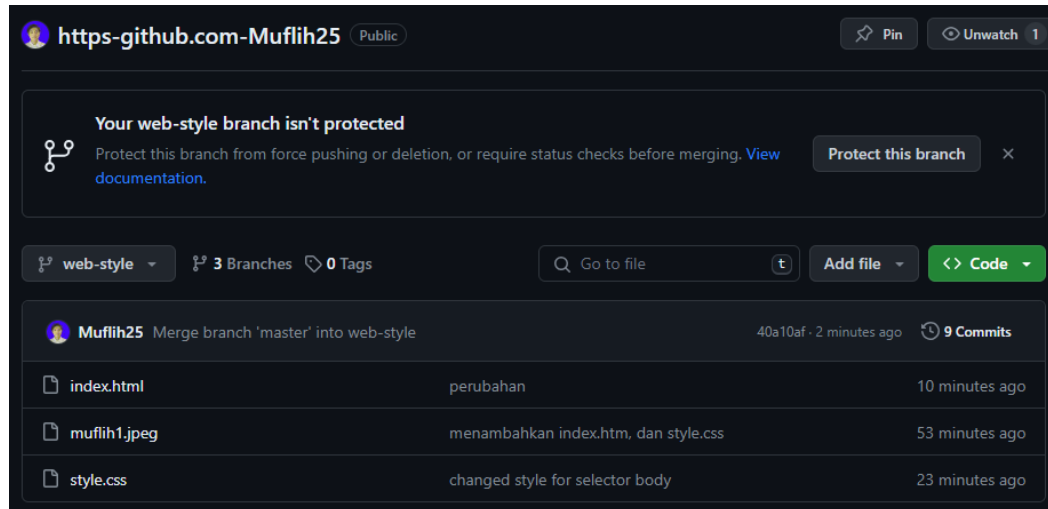 https-github.com-Muflih25 Public Pin Unwatch 1
Your web-style branch isn't protected
Protect this branch from force pushing or deletion, or require status checks before merging. View
documentation.
Protect this branch
web-style 3 Branches 0 Tags Go to file t Add file Code
Muflih25 Merge branch 'master' into web-style 40a10af · 2 minutes ago 9 Commits
index.html perubahan 10 minutes ago
muflih1.jpeg menambahkan index.htm, dan style.css 53 minutes ago
style.css changed style for selector body 23 minutes ago